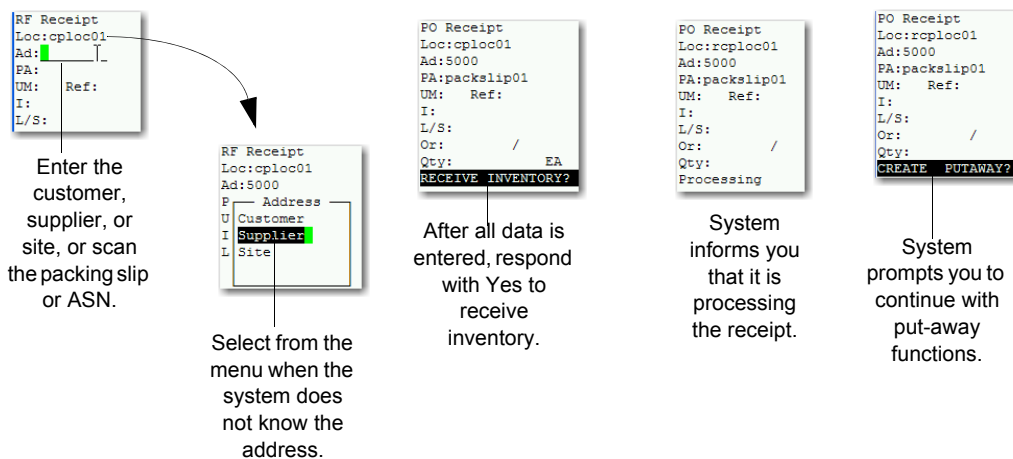 RF Receipt
Loc:cploc01
Ad:
PA:
UM: Ref:
I:
L/S:
Enter the
customer,
supplier, or
site, or scan
the packing slip
or ASN.
RF Receipt
Loc:cploc01
Ad:5000
P Address
U Customer
I Supplier
L Site
Select from the
menu when the
system does
not know the
address.
PO Receipt
Loc:rcploc01
Ad:5000
PA:packslip01
UM: Ref:
I:
L/S:
Or: /
Qty: EA
RECEIVE INVENTORY?
After all data is
entered, respond
with Yes to
receive
inventory.
PO Receipt
Loc:rcploc01
Ad:5000
PA:packslip01
UM: Ref:
I:
L/S:
Or: /
Qty:
Processing
System
informs you
that it is
processing
the receipt.
PO Receipt
Loc:rcploc01
Ad:5000
PA:packslip01
UM: Ref:
I:
L/S:
Or: /
Qty:
CREATE PUTAWAY?
System
prompts you to
continue with
put-away
functions.